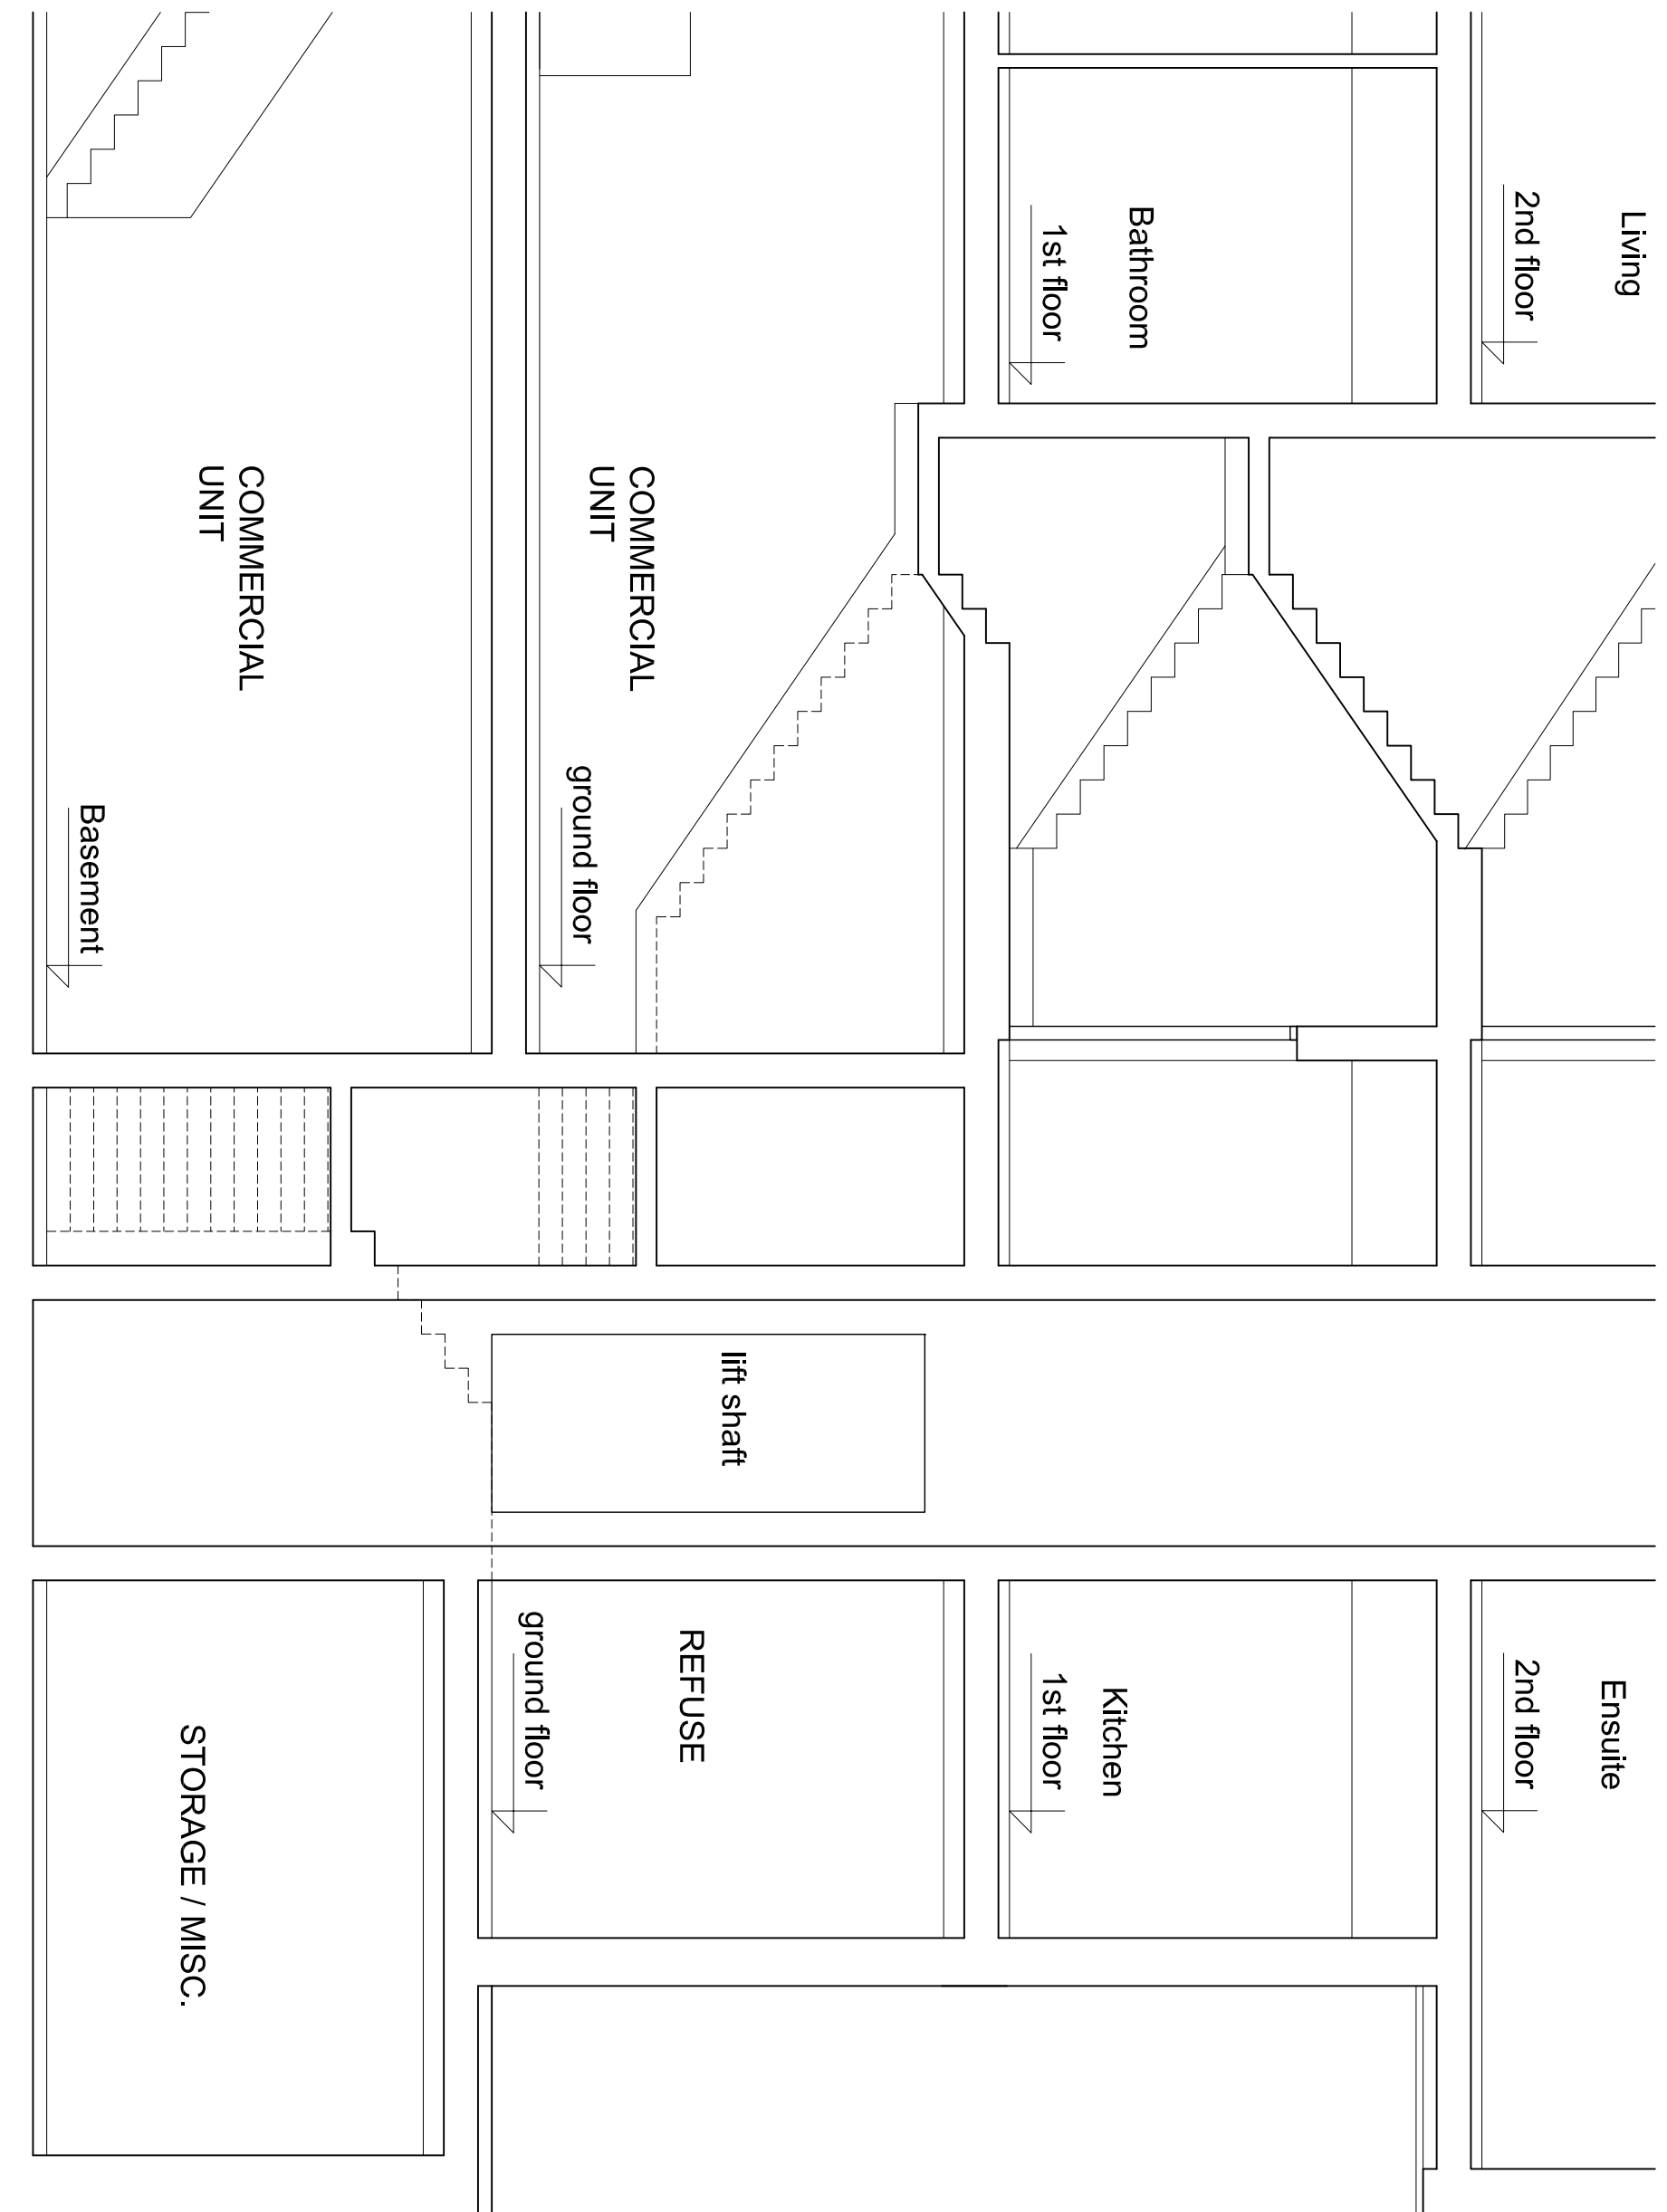 Living
Ensuite
2nd floor
2nd floor
Bathroom
Kitchen
1st floor
1st floor
lift shaft
REFUSE
COMMERCIAL
UNIT
ground floor
ground floor
COMMERCIAL
UNIT
STORAGE / MISC.
Basement